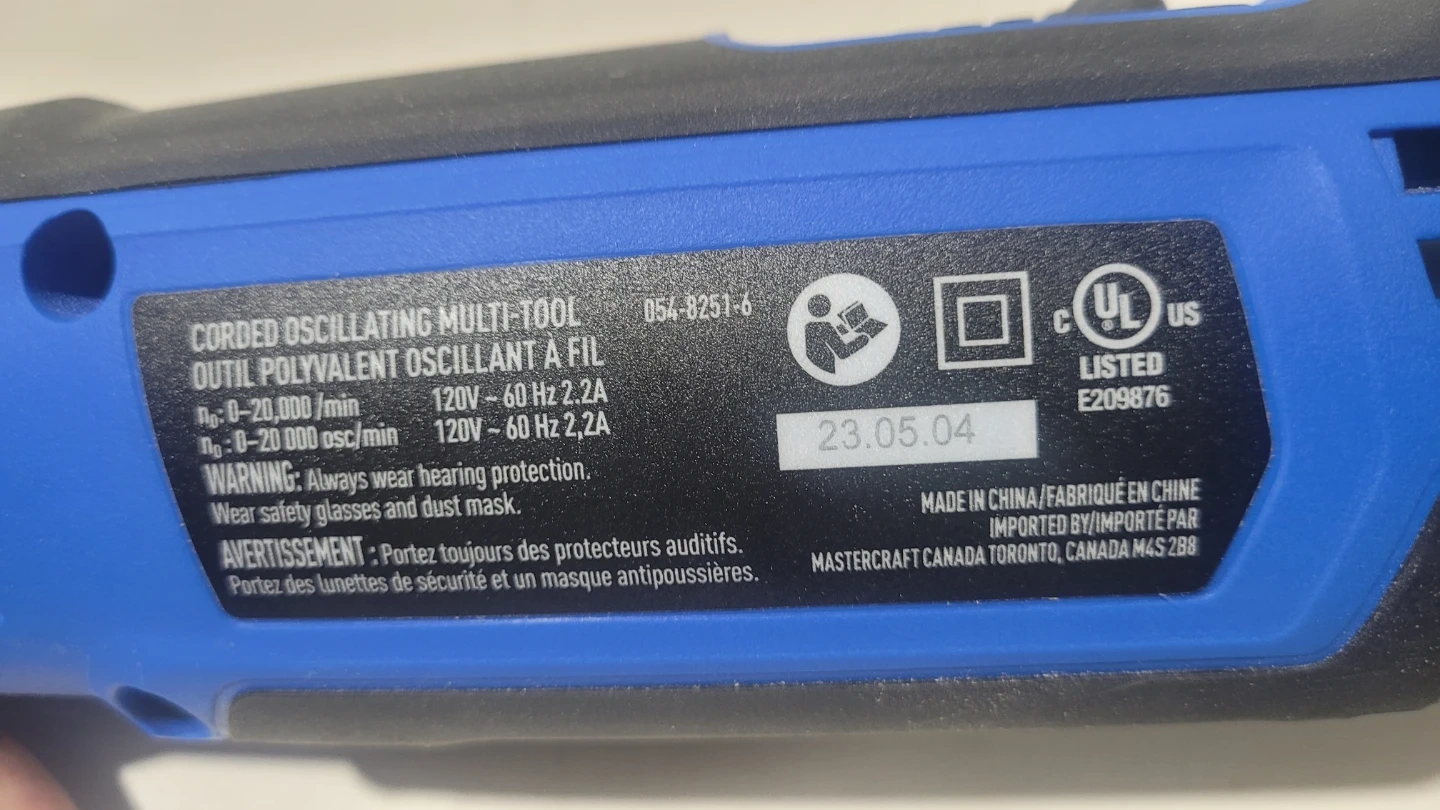 CORDED OSCILLATING MULTI-TOOL 054-8251-6
OUTIL POLYVALENT OSCILLANT À FIL
n₀: 0–20,000 /min 120V ~ 60 Hz 2.2A
n₀ : 0–20 000 osc/min 120V ~ 60 Hz 2,2A
WARNING: Always wear hearing protection.
Wear safety glasses and dust mask.
AVERTISSEMENT : Portez toujours des protecteurs auditifs.
Portez des lunettes de sécurité et un masque antipoussières.
C UL ® US
LISTED
E209876
23.05.04
MADE IN CHINA/FABRIQUÉ EN CHINE
IMPORTED BY/IMPORTÉ PAR
MASTERCRAFT CANADA TORONTO, CANADA M4S 2B8